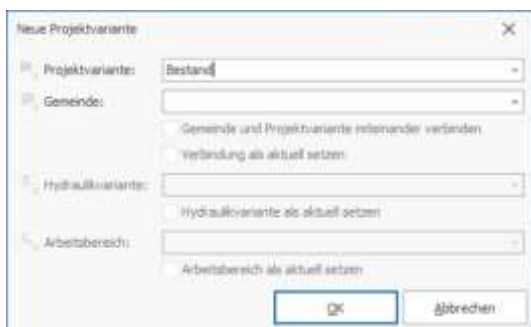 Neue Projektvariante
Projektvariante: Bestand
Gemeinde:
Gemeinde und Projektvariante miteinander verbinden
Verbindung als aktuell setzen
Hydraulikvariante:
Hydraulikvariante als aktuell setzen
Arbeitsbereich:
Arbeitsbereich als aktuell setzen
OK Abbrechen